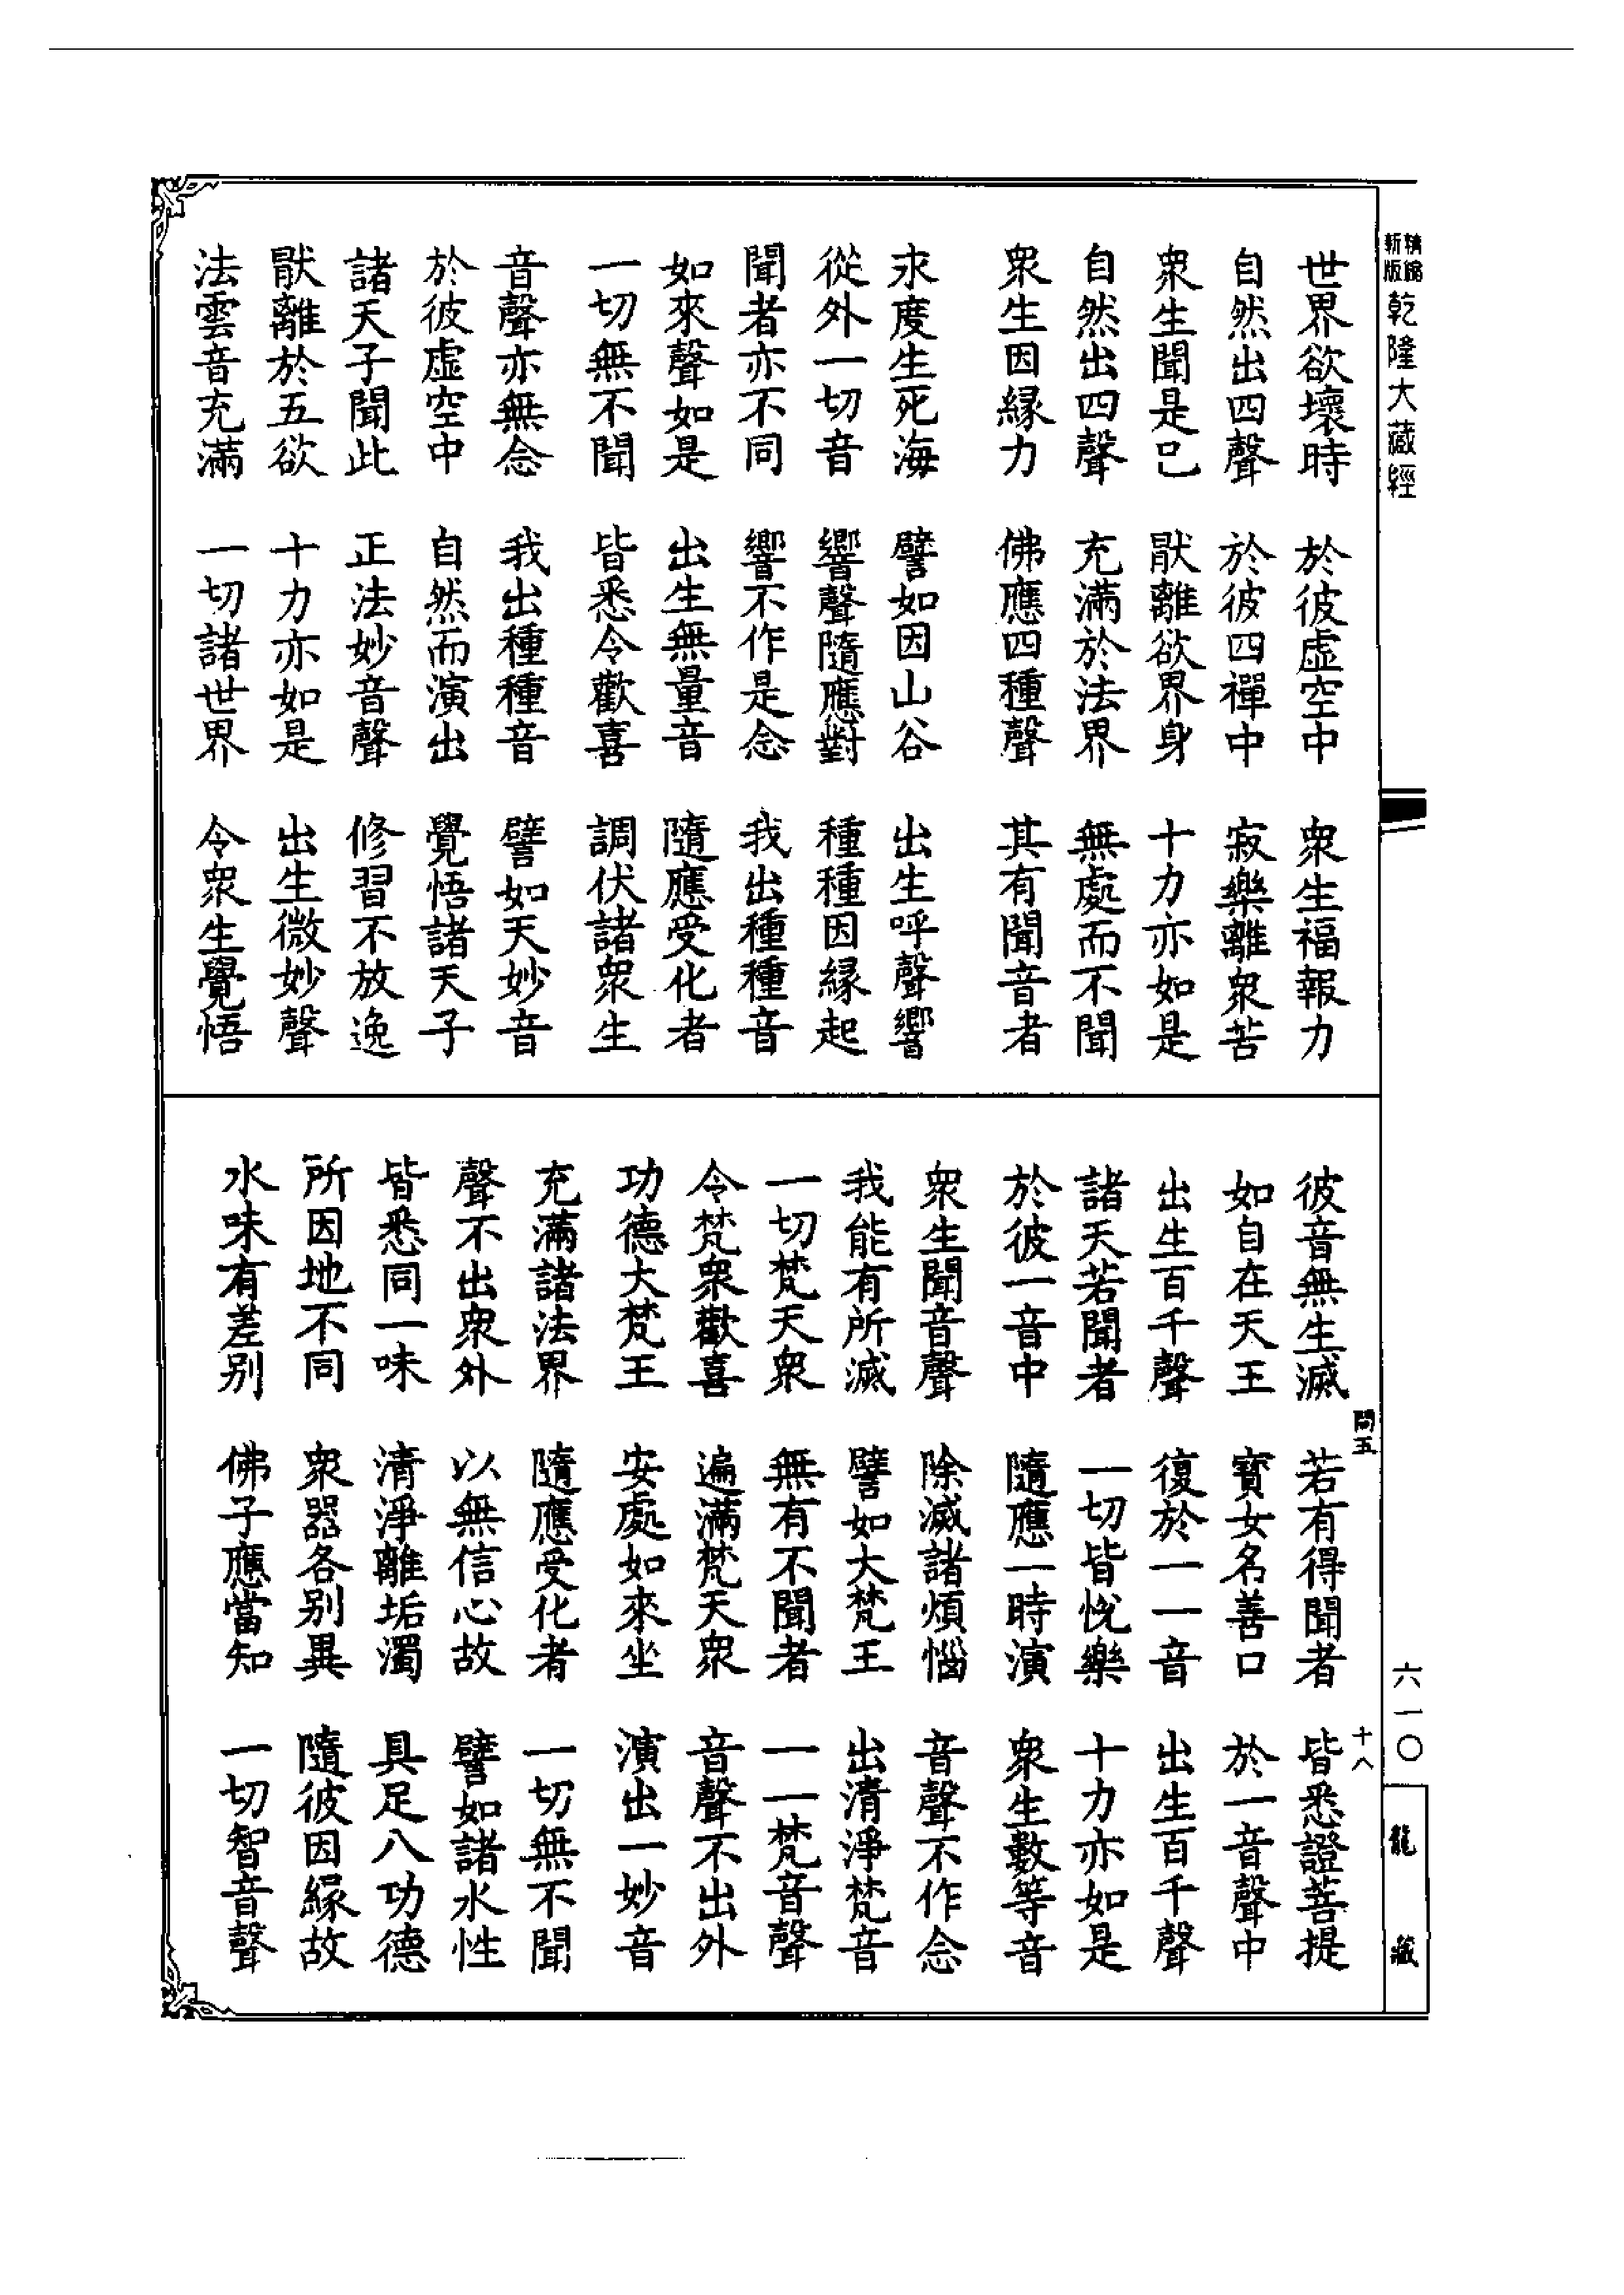 精縮
新版
乾隆大藏經
世界欲壞時　於彼虛空中　衆生福報力
自然出四聲　於彼四禪中　寂樂離衆苦
衆生聞是已　厭離欲界身　十力亦如是
自然出四聲　充滿於法界　無處而不聞
衆生因緣力　佛應四種聲　其有聞音者
永度生死海　譬如因山谷　出生呼聲響
從外一切音　響聲隨應對　種種因緣起
聞者亦不同　響不作是念　我出種種音
如來聲如是　出生無量音　隨應受化者
一切無不聞　皆悉令歡喜　調伏諸衆生
音聲亦無念　我出種種音　譬如天妙音
於彼虛空中　自然而演出　覺悟諸天子
諸天子聞此　正法妙音聲　修習不放逸
厭離於五欲　十力亦如是　出生微妙聲
法雲音充滿　一切諸世界　令衆生覺悟
彼音無生滅　若有得聞者　皆悉證菩提
如自在天王　寶女名善口　於一音聲中
出生百千聲　復於一一音　出生百千聲
諸天若聞者　一切皆悅樂　十力亦如是
於彼一音中　隨應一時演　衆生數等音
衆生聞音聲　除滅諸煩惱　音聲不作念
我能有所滅　譬如大梵王　出清淨梵音
一切梵天衆　無有不聞者　一一梵音聲
令梵衆歡喜　遍滿梵天衆　音聲不出外
功德大梵王　安處如來坐　演出一妙音
充滿諸法界　隨應受化者　一切無不聞
聲不出衆外　以無信心故　譬如諸水性
皆悉同一味　清淨離垢濁　具足八功德
所因地不同　衆器各別異　隨彼因緣故
水味有差別　佛子應當知　一切智音聲
問五
十八
六一〇
龍藏